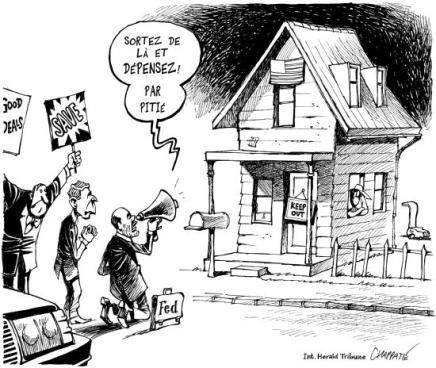 SORTEZ DE
LÀ ET
DÉPENSEZ!
PAR
PITIÉ
GOOD
DEALS
SAVE
KEEP
OUT
Fed
Int. Herald Tribune CHAPPATTE